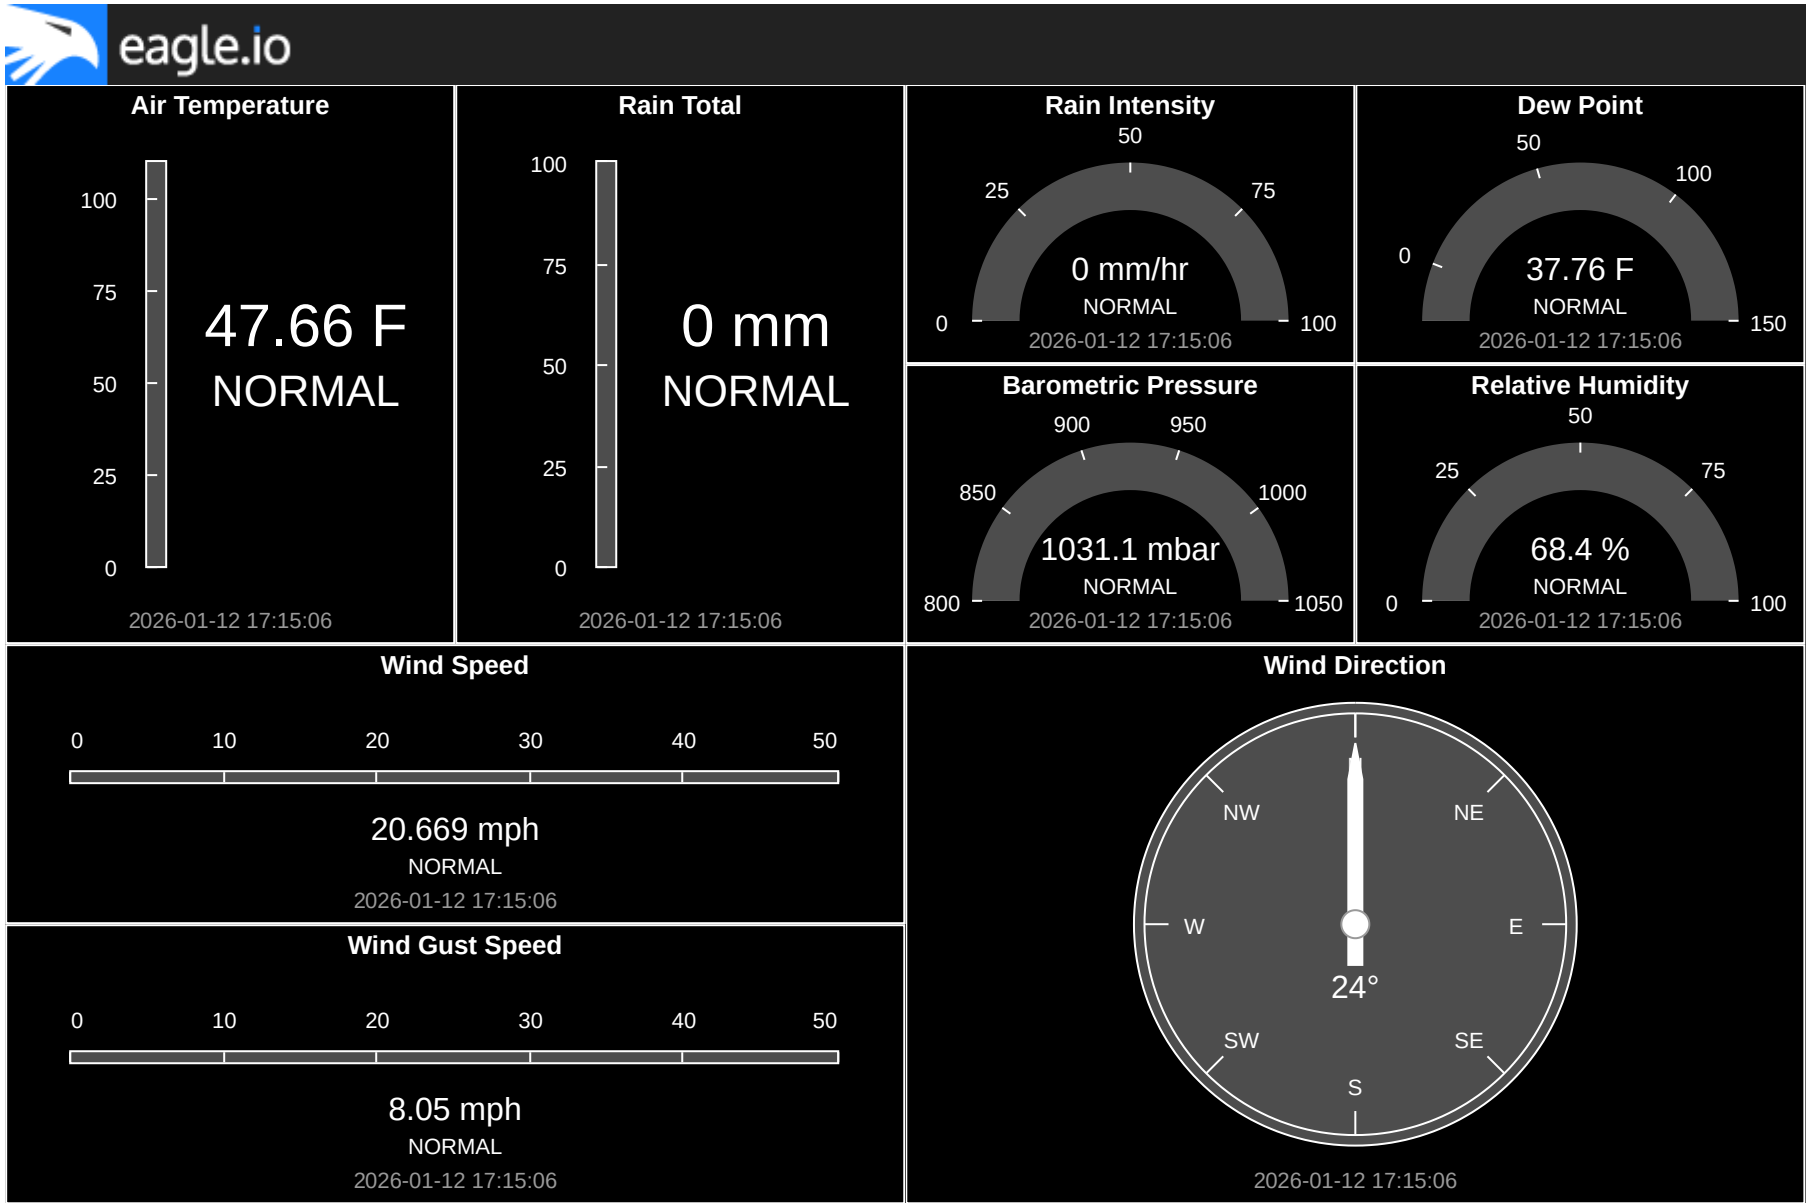 eagle.io
Air Temperature
100
75
50
25
0
47.66 F
NORMAL
2026-01-12 17:15:06
Rain Total
100
75
50
25
0
0 mm
NORMAL
2026-01-12 17:15:06
Rain Intensity
50
25
75
0
100
0 mm/hr
NORMAL
2026-01-12 17:15:06
Dew Point
50
100
0
150
37.76 F
NORMAL
2026-01-12 17:15:06
Barometric Pressure
900
950
850
1000
800
1050
1031.1 mbar
NORMAL
2026-01-12 17:15:06
Relative Humidity
50
25
75
0
100
68.4 %
NORMAL
2026-01-12 17:15:06
Wind Speed
0 10 20 30 40 50
20.669 mph
NORMAL
2026-01-12 17:15:06
Wind Gust Speed
0 10 20 30 40 50
8.05 mph
NORMAL
2026-01-12 17:15:06
Wind Direction
NW NE
W E
24°
SW SE
S
2026-01-12 17:15:06